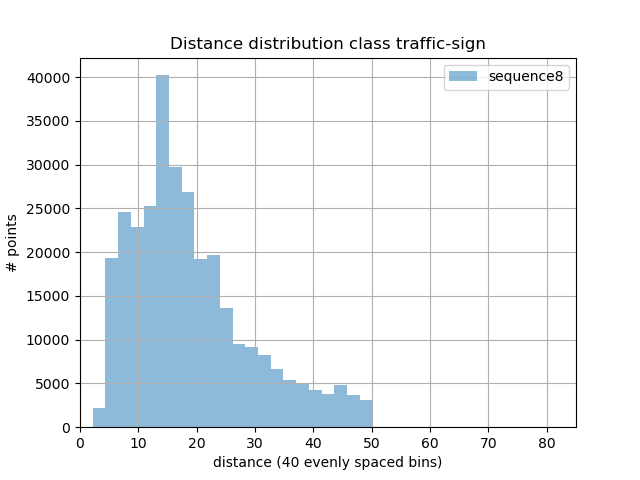 Distance distribution class traffic-sign
sequence8
# points
40000
35000
30000
25000
20000
15000
10000
5000
0
0 10 20 30 40 50 60 70 80
distance (40 evenly spaced bins)